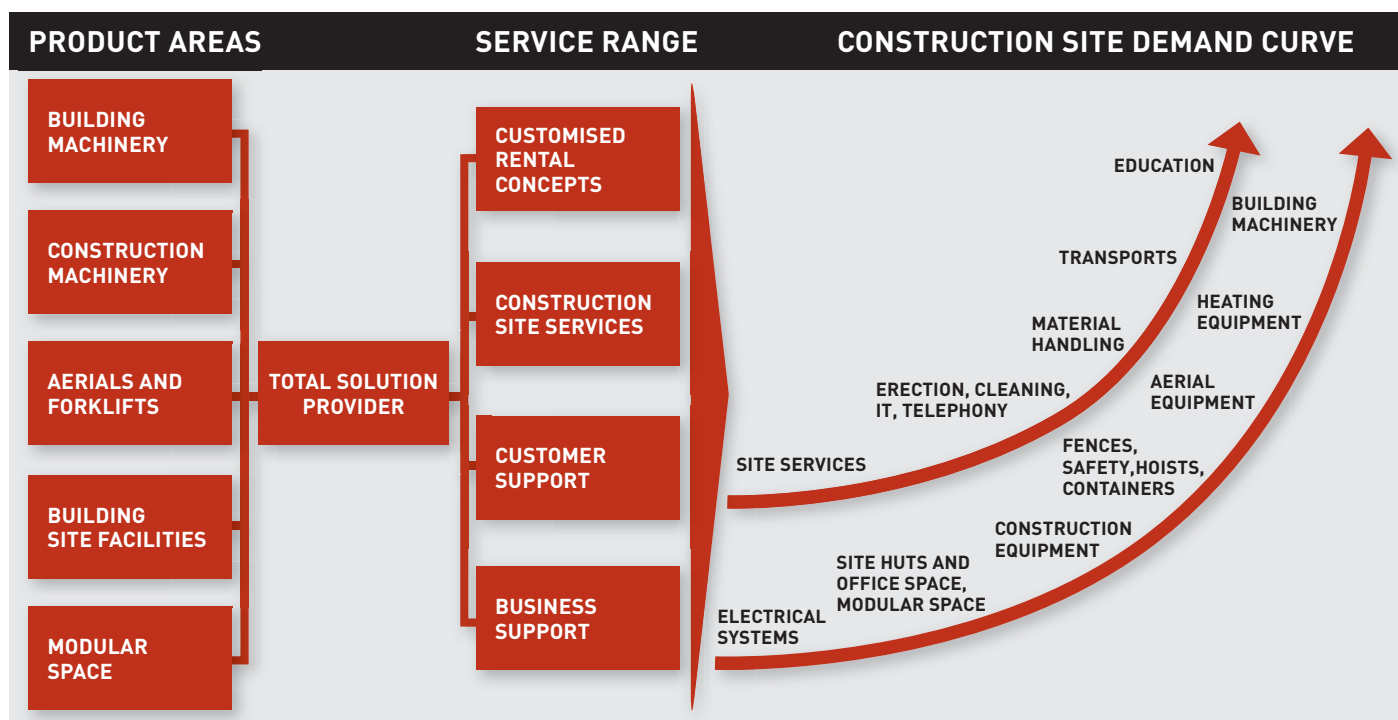 PRODUCT AREAS
SERVICE RANGE
CONSTRUCTION SITE DEMAND CURVE
BUILDING
MACHINERY
CONSTRUCTION
MACHINERY
AERIALS AND
FORKLIFTS
BUILDING
SITE FACILITIES
MODULAR
SPACE
TOTAL SOLUTION
PROVIDER
CUSTOMISED
RENTAL
CONCEPTS
CONSTRUCTION
SITE SERVICES
CUSTOMER
SUPPORT
BUSINESS
SUPPORT
EDUCATION
TRANSPORTS
MATERIAL
HANDLING
ERECTION, CLEANING,
IT, TELEPHONY
SITE SERVICES
BUILDING
MACHINERY
HEATING
EQUIPMENT
AERIAL
EQUIPMENT
FENCES,
SAFETY,HOISTS,
CONTAINERS
CONSTRUCTION
EQUIPMENT
SITE HUTS AND
OFFICE SPACE,
MODULAR SPACE
ELECTRICAL
SYSTEMS